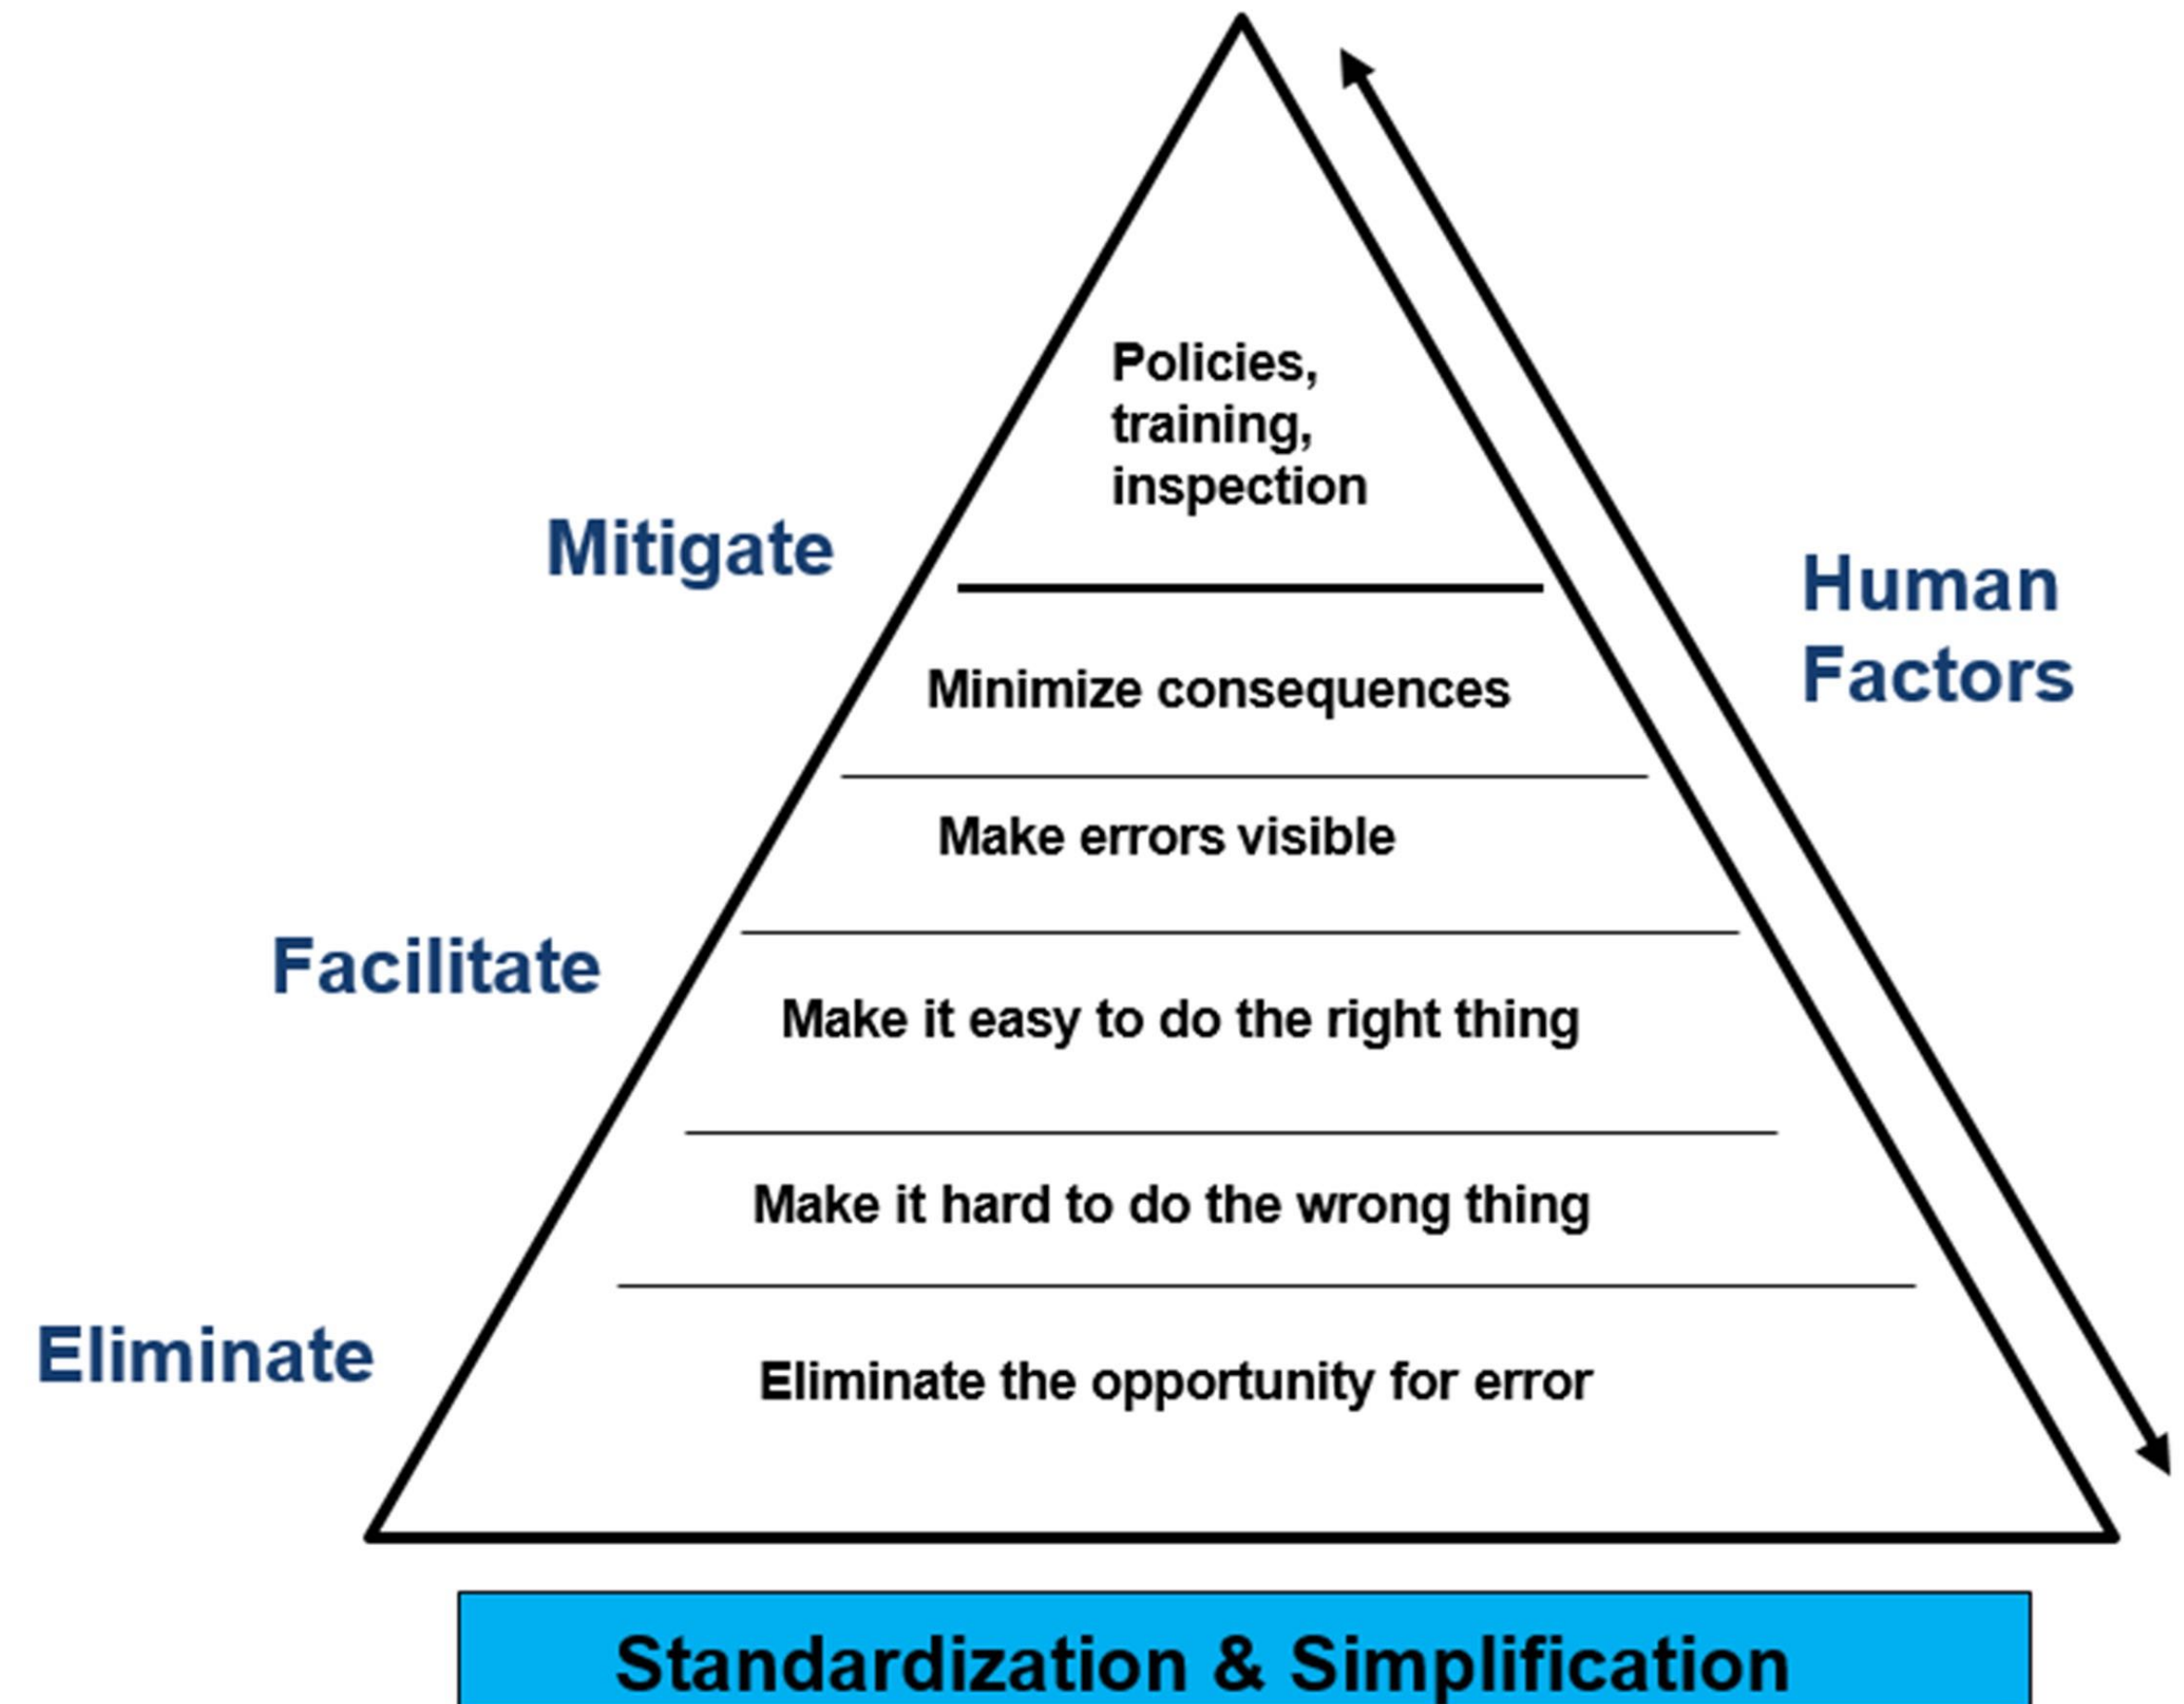 Policies,
training,
inspection
Mitigate
Human
Factors
Minimize consequences
Make errors visible
Facilitate
Make it easy to do the right thing
Make it hard to do the wrong thing
Eliminate
Eliminate the opportunity for error
Standardization & Simplification